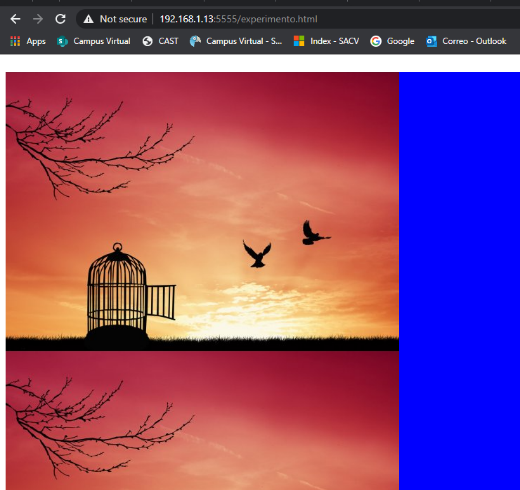 Not secure 192.168.1.13:5555/experimento.html
Apps Campus Virtual CAST Campus Virtual - S... Index - SACV Google Correo - Outlook